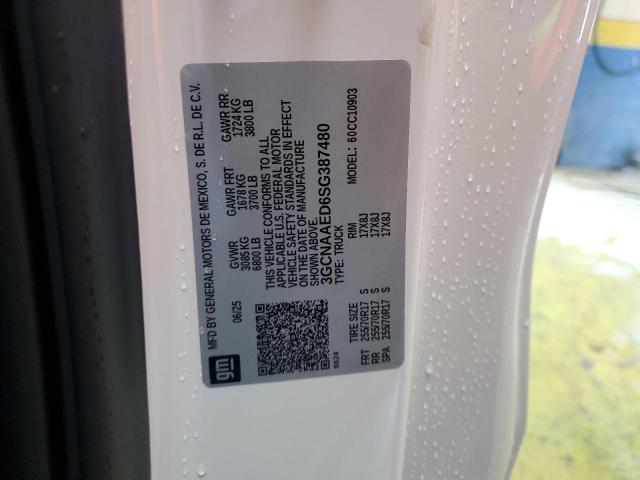 MFD BY GENERAL MOTORS DE MEXICO, S. DE R.L. DE C.V.
06/25 GVWR GAWR FRT GAWR RR
3085 KG 1678 KG 1724 KG
6800 LB 3700 LB 3800 LB
THIS VEHICLE CONFORMS TO ALL
APPLICABLE U.S. FEDERAL MOTOR
VEHICLE SAFETY STANDARDS IN EFFECT
ON THE DATE OF MANUFACTURE
SHOWN ABOVE.
3GCNAAED6SG387480
TYPE: TRUCK MODEL: 60CC10903
gm
TIRE SIZE RIM
FRT 255/70R17 S 17X8J
RR 255/70R17 S 17X8J
SPA 255/70R17 S 17X8J